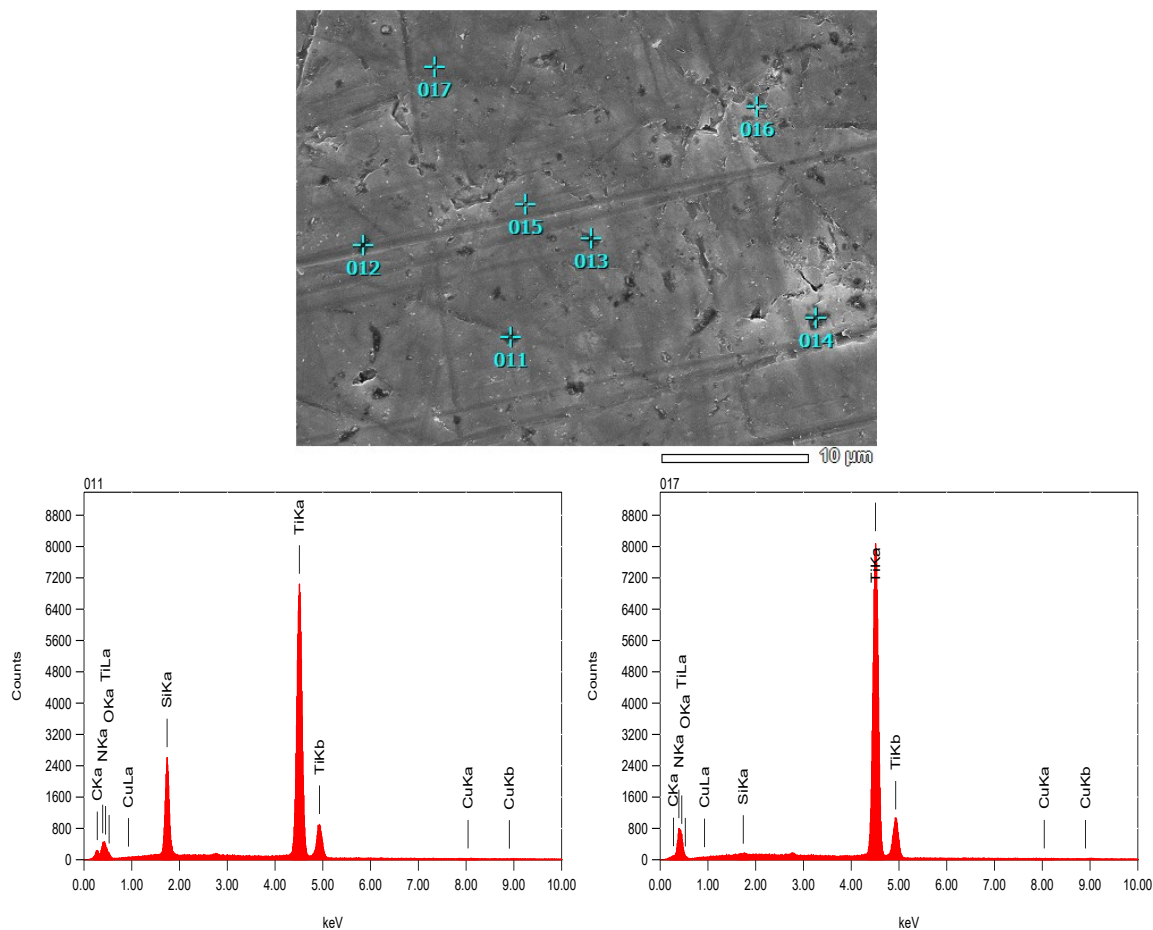 017
016
015
013
012
014
011
10 µm
011
8800
8000
7200
6400
5600
4800
4000
3200
2400
1600
800
0
Counts
CKa
NKa
TiLa
OKa
CuLa
SiKa
TiKa
TiKb
CuKa
CuKb
0.00 1.00 2.00 3.00 4.00 5.00 6.00 7.00 8.00 9.00 10.00
keV
017
8800
8000
7200
6400
5600
4800
4000
3200
2400
1600
800
0
Counts
CKa
NKa
TiLa
OKa
CuLa
SiKa
TiKa
TiKb
CuKa
CuKb
0.00 1.00 2.00 3.00 4.00 5.00 6.00 7.00 8.00 9.00 10.00
keV